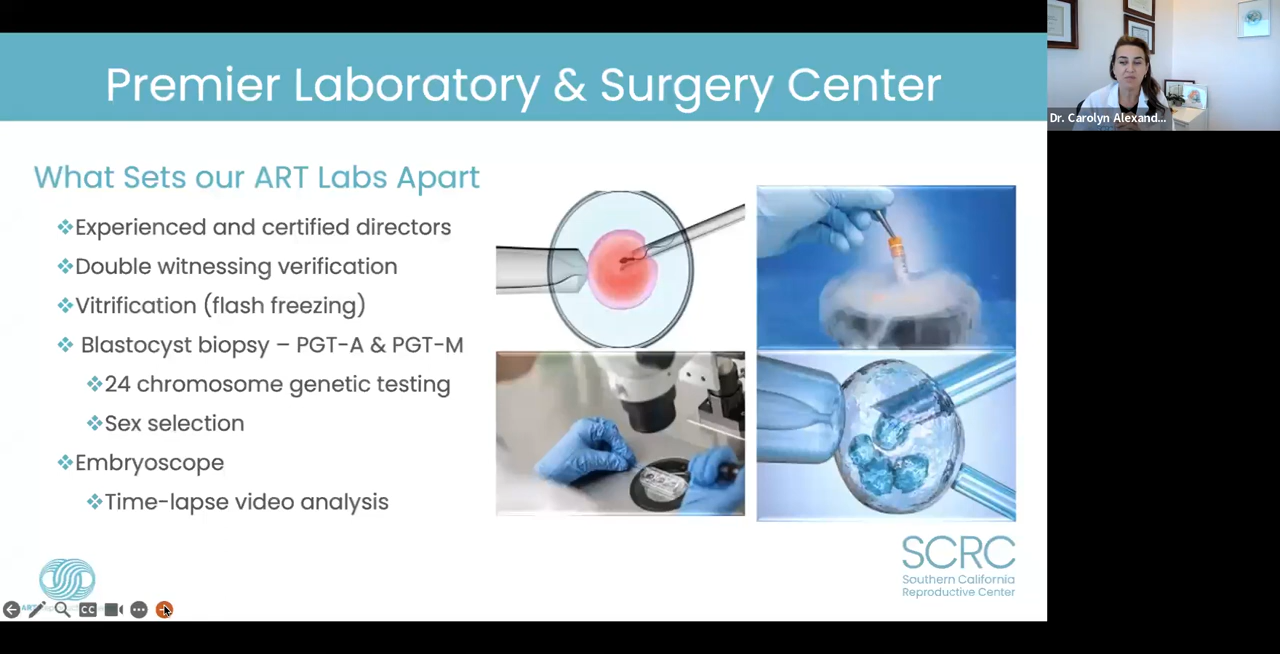 Premier Laboratory & Surgery Center
Dr. Carolyn Alexand...
What Sets our ART Labs Apart
Experienced and certified directors
Double witnessing verification
Vitrification (flash freezing)
Blastocyst biopsy – PGT-A & PGT-M
24 chromosome genetic testing
Sex selection
Embryoscope
Time-lapse video analysis
SCRC
Southern California
Reproductive Center
ART
CC